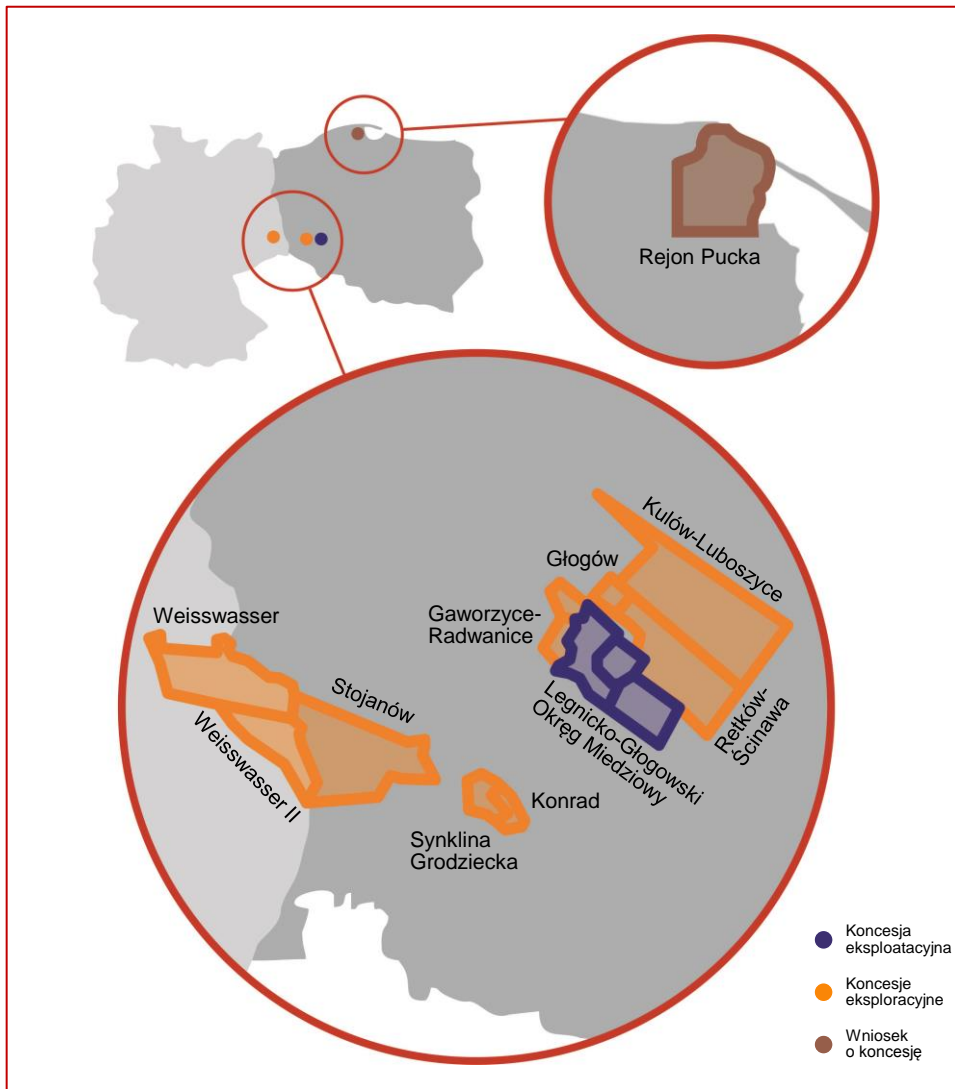 Rejon Pucka
Kulów-Luboszyce
Głogów
Gaworzyce-
Radwanice
Weisswasser
Stojanów
Legnicko-Głogowski
Okręg Miedziowy
Retków-
Ścinawa
Weisswasser II
Konrad
Synklina
Grodziecka
Koncesja
eksploatacyjna
Koncesje
eksploracyjne
Wniosek
o koncesję